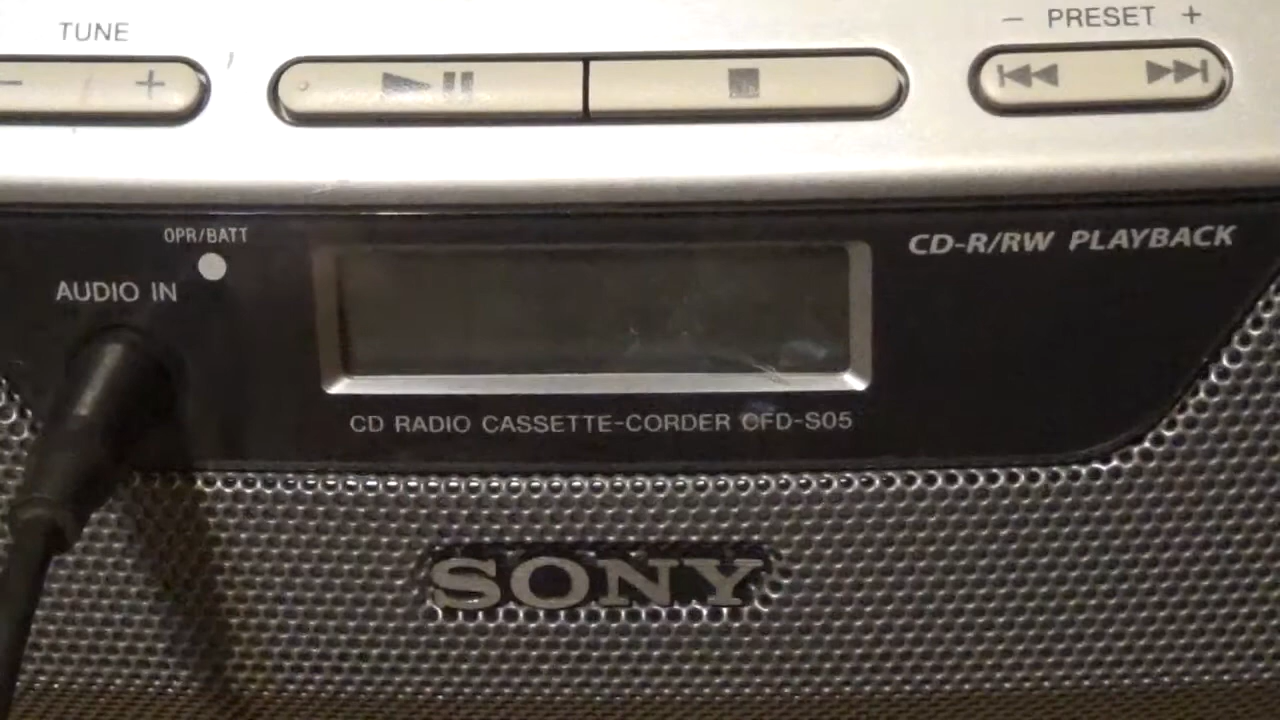 TUNE
− PRESET +
− +
OPR/BATT
AUDIO IN
CD-R/RW PLAYBACK
CD RADIO CASSETTE-CORDER CFD-S05
SONY